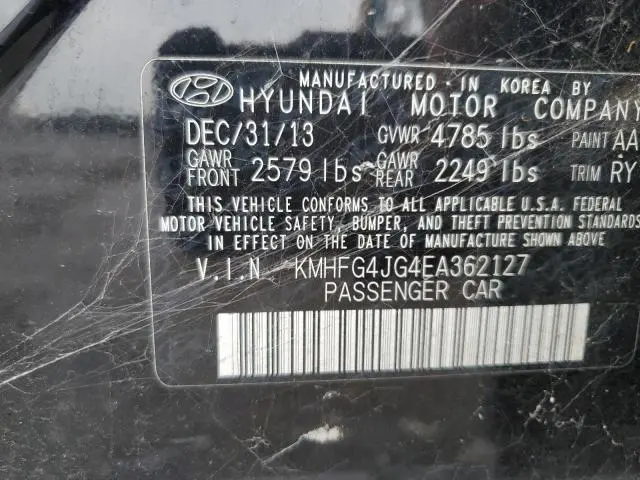 MANUFACTURED IN KOREA BY
HYUNDAI MOTOR COMPANY
DEC/31/13 GVWR 4785 lbs PAINT AA
GAWR FRONT 2579 lbs GAWR REAR 2249 lbs TRIM RY
THIS VEHICLE CONFORMS TO ALL APPLICABLE U.S.A. FEDERAL
MOTOR VEHICLE SAFETY, BUMPER, AND THEFT PREVENTION STANDARDS
IN EFFECT ON THE DATE OF MANUFACTURE SHOWN ABOVE
V.I.N. KMHFG4JG4EA362127
PASSENGER CAR